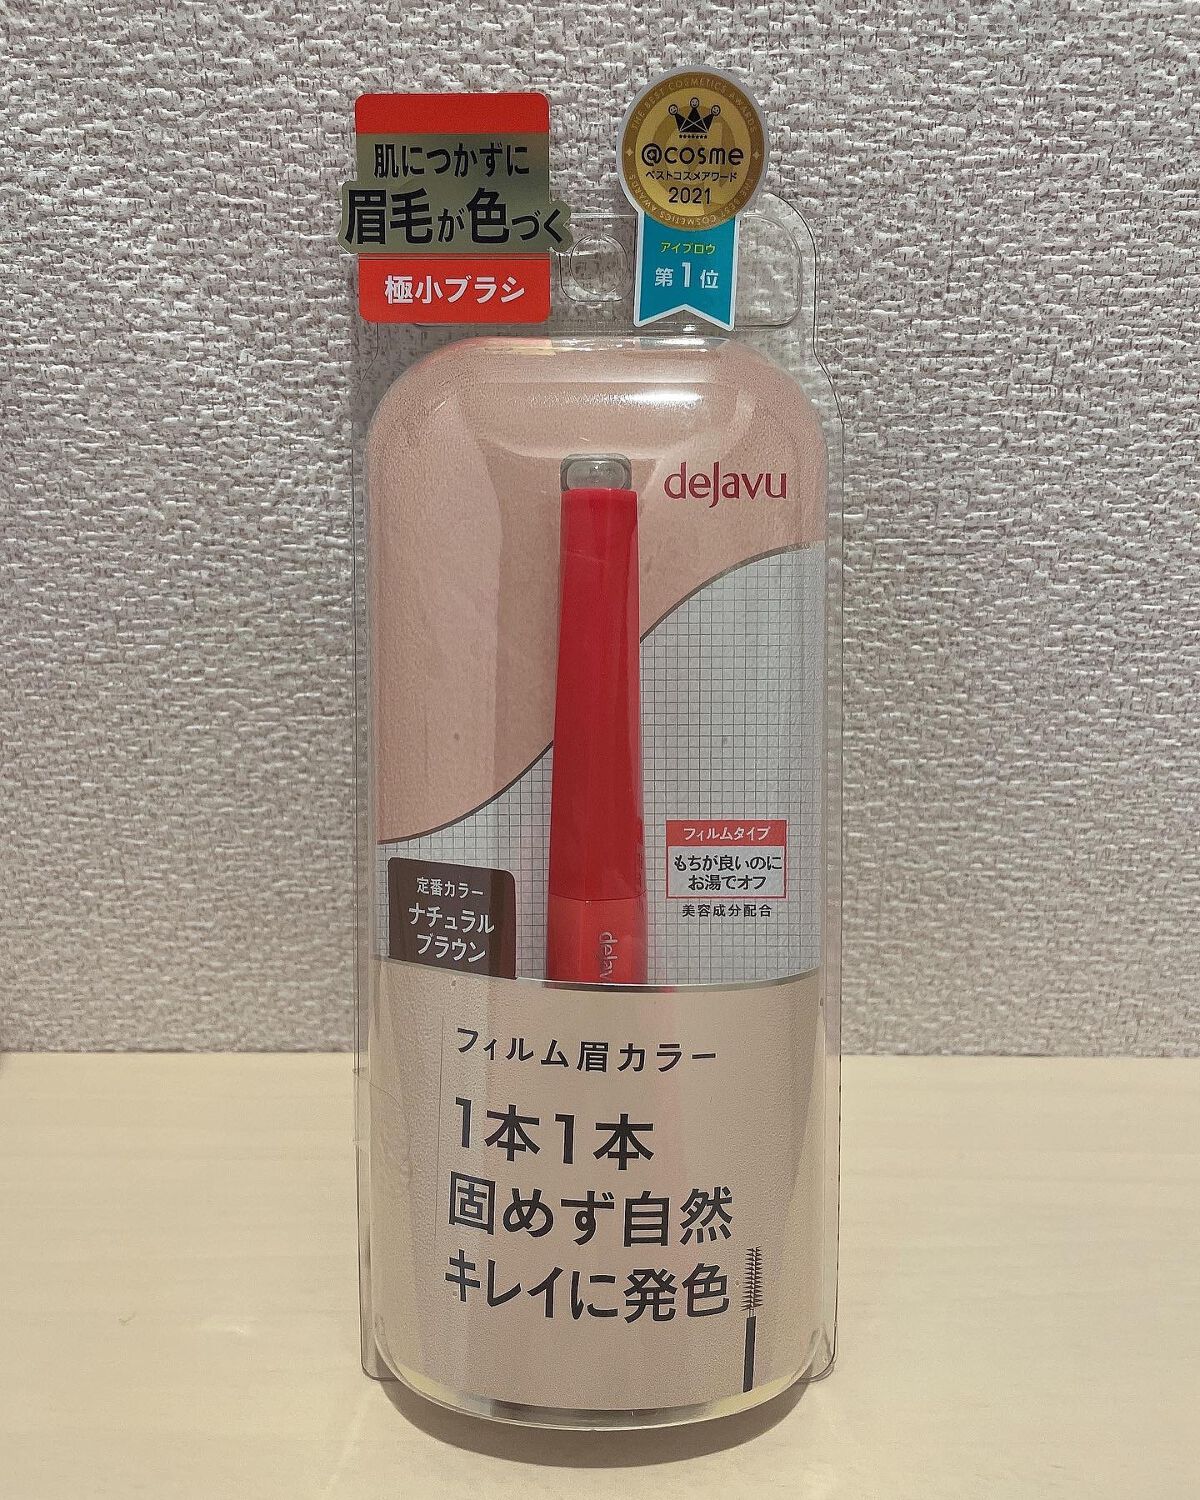 肌につかずに
眉毛が色づく
極小ブラシ
@cosme
ベストコスメアワード
2021
アイブロウ
第1位
dejavu
フィルムタイプ
もちが良いのに
お湯でオフ
美容成分配合
定番カラー
ナチュラル
ブラウン
dejav
フィルム眉カラー
1本1本
固めず自然
キレイに発色